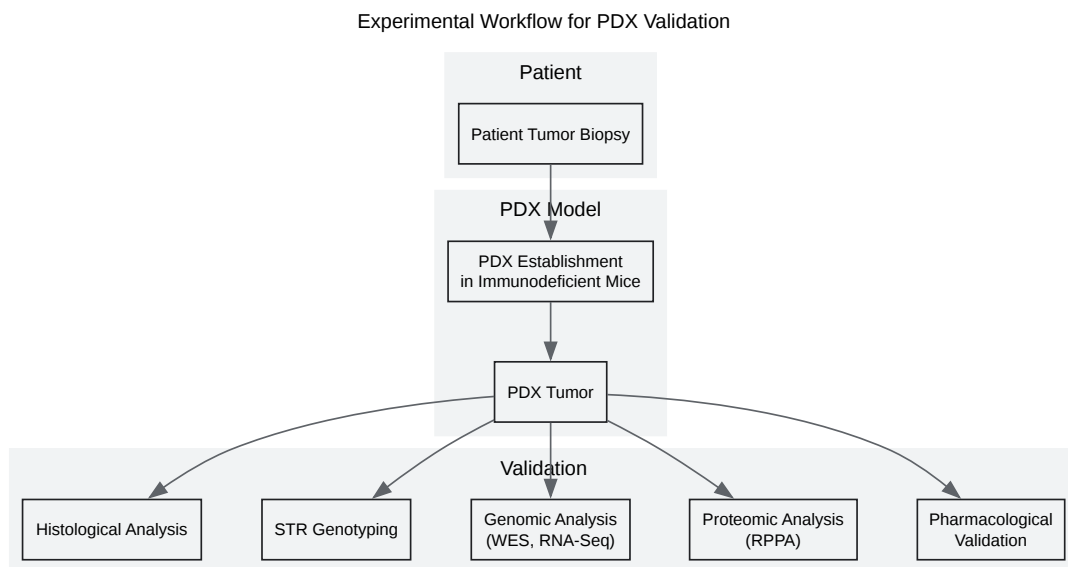 Experimental Workflow for PDX Validation
Patient
Patient Tumor Biopsy
PDX Model
PDX Establishment
in Immunodeficient Mice
PDX Tumor
Validation
Histological Analysis
STR Genotyping
Genomic Analysis
(WES, RNA-Seq)
Proteomic Analysis
(RPPA)
Pharmacological
Validation